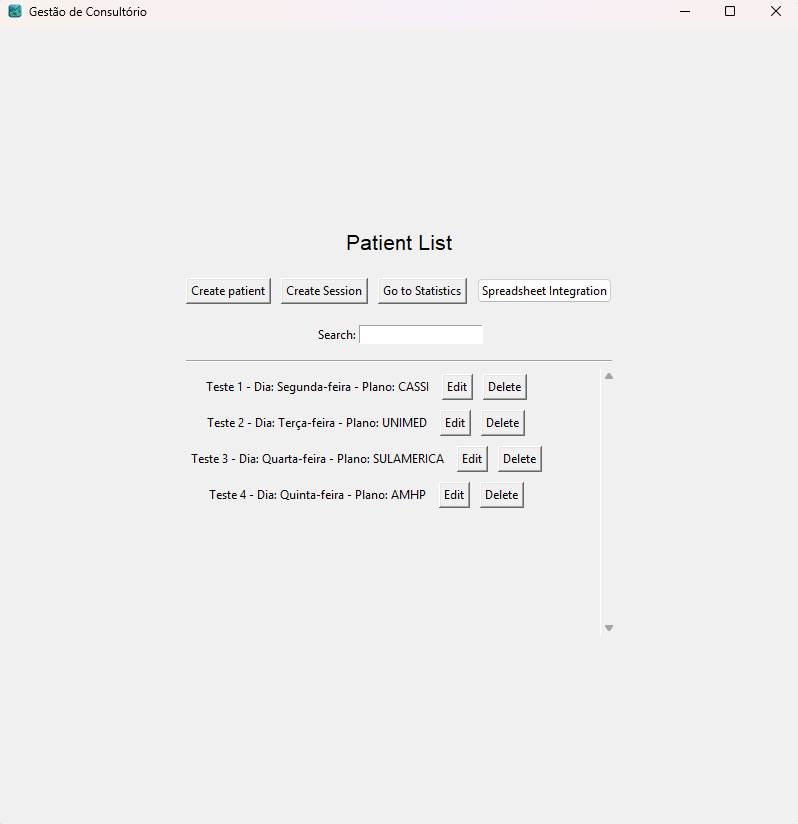 Gestão de Consultório
Patient List
Create patient Create Session Go to Statistics Spreadsheet Integration
Search:
Teste 1 - Dia: Segunda-feira - Plano: CASSI Edit Delete
Teste 2 - Dia: Terça-feira - Plano: UNIMED Edit Delete
Teste 3 - Dia: Quarta-feira - Plano: SULAMERICA Edit Delete
Teste 4 - Dia: Quinta-feira - Plano: AMHP Edit Delete